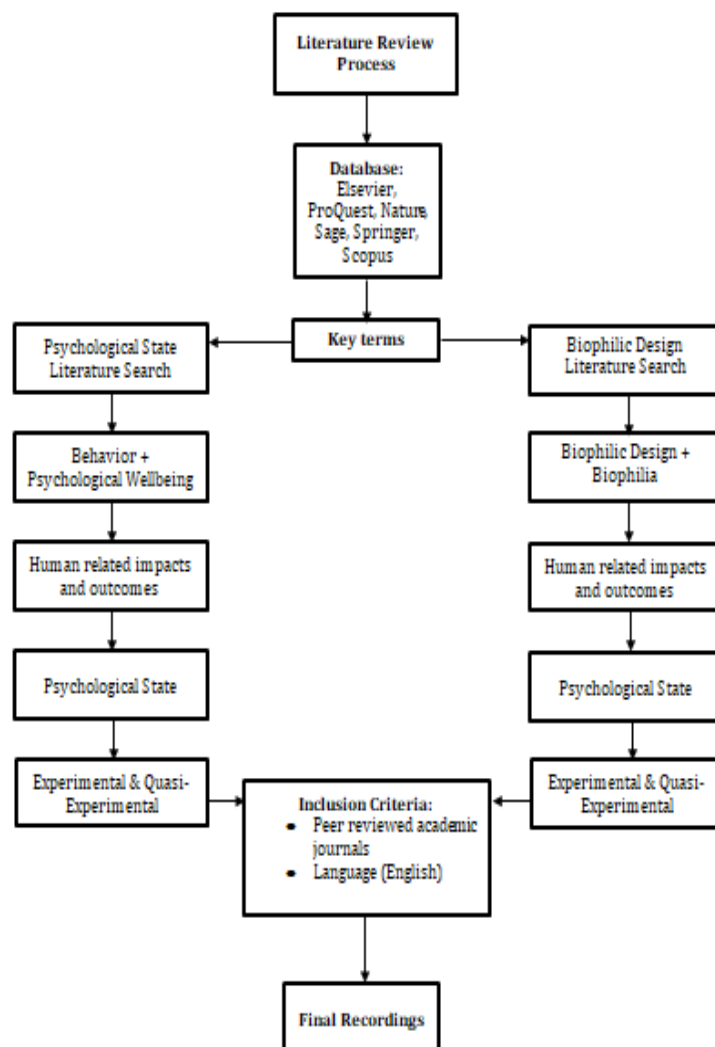 Literature Review
Process
Database:
Elsevier,
ProQuest, Nature,
Sage, Springer,
Scopus
Key terms
Psychological State
Literature Search
Behavior +
Psychological Wellbeing
Human related impacts
and outcomes
Psychological State
Experimental & Quasi-
Experimental
Biophilic Design
Literature Search
Biophilic Design +
Biophilia
Human related impacts
and outcomes
Psychological State
Experimental & Quasi-
Experimental
Inclusion Criteria:
• Peer reviewed academic
journals
• Language (English)
Final Recordings